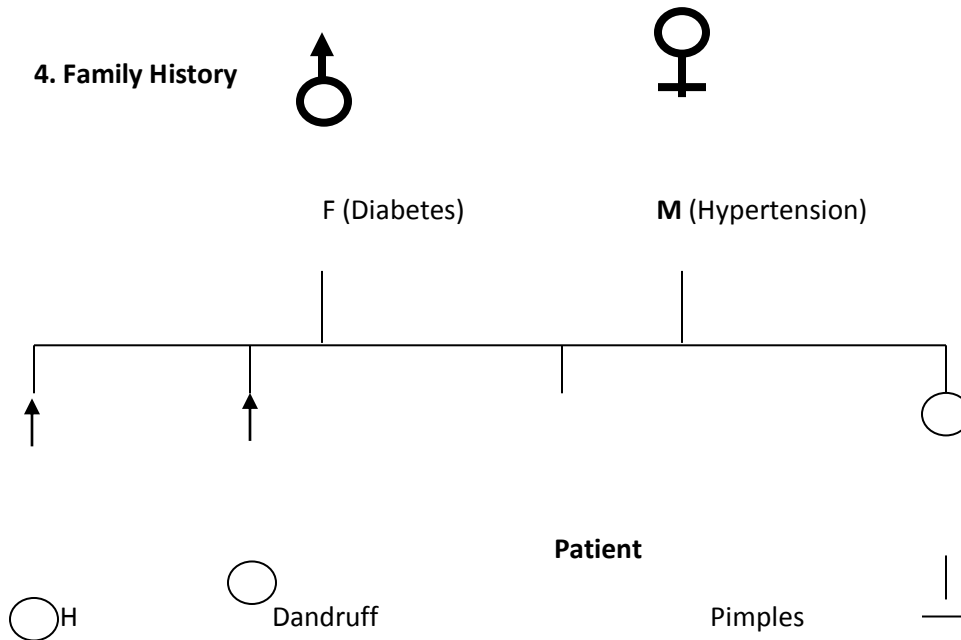 4. Family History
F (Diabetes) M (Hypertension)
Patient
H Dandruff Pimples